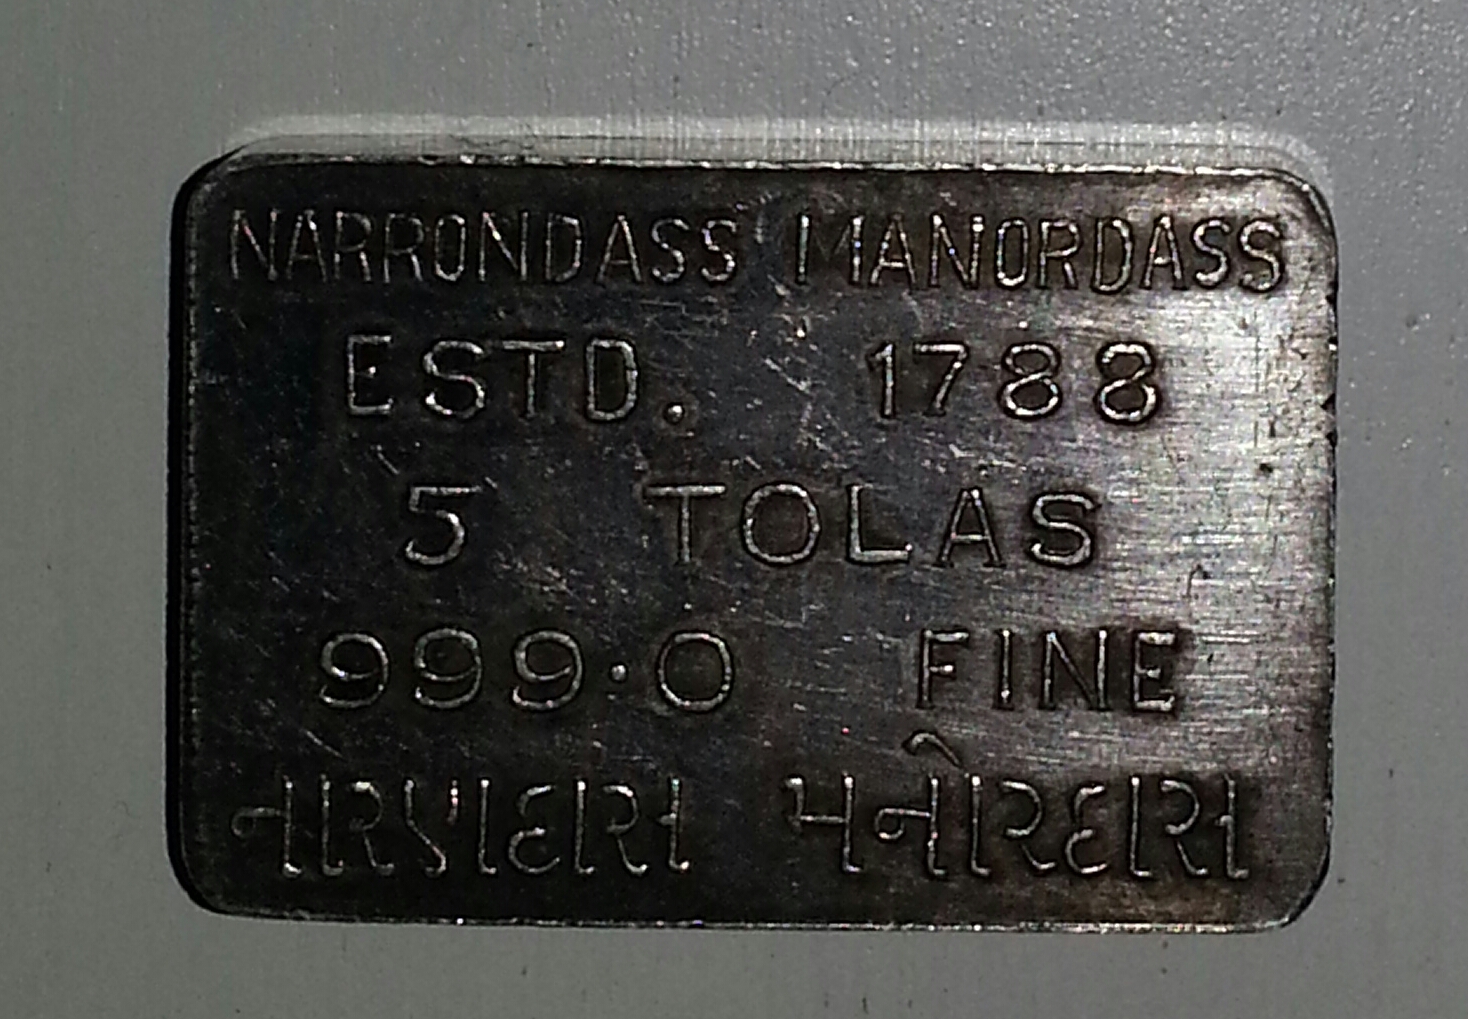 NARRONDASS MANORDASS
ESTD. 1788
5 TOLAS
999.0 FINE
નારણદાસ મનોરદાસ